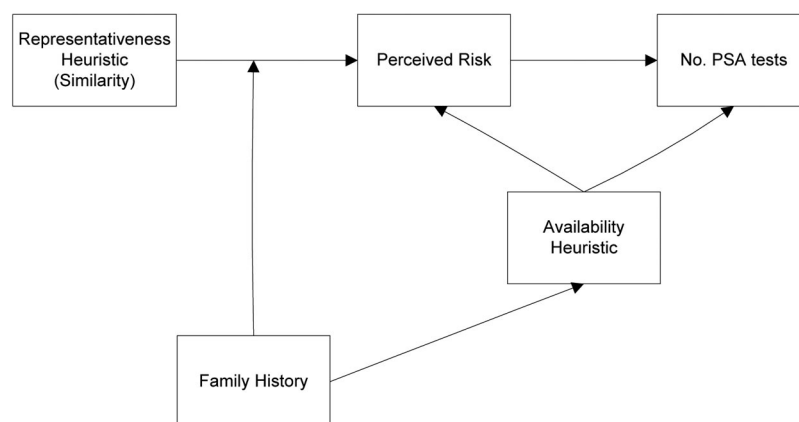 Representativeness
Heuristic
(Similarity)
Perceived Risk
No. PSA tests
Availability
Heuristic
Family History